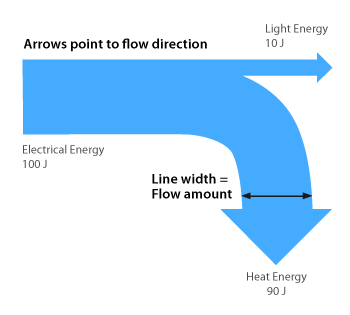 Light Energy
10 J
Arrows point to flow direction
Electrical Energy
100 J
Line width =
Flow amount
Heat Energy
90 J